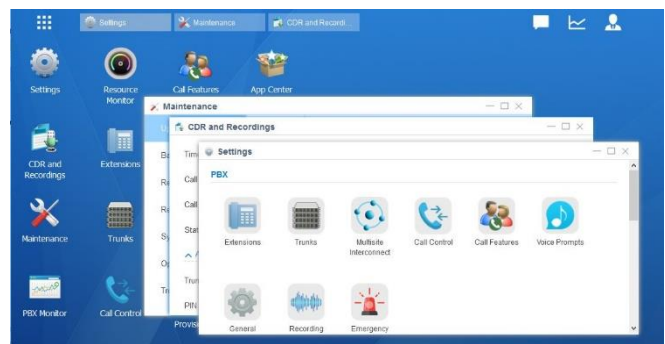 Settings
Maintenance
CDR and Recordi...
Settings
Resource
Monitor
Call Features
App Center
Maintenance
CDR and Recordings
Settings
CDR and
Recordings
Extensions
Tim
Call
PBX
Call
Extensions
Trunks
Multisite
Interconnect
Call Control
Call Features
Voice Prompts
Maintenance
Trunks
Stat
Trun
PIN
General
Recording
Emergency
PBX Monitor
Call Control
Provis